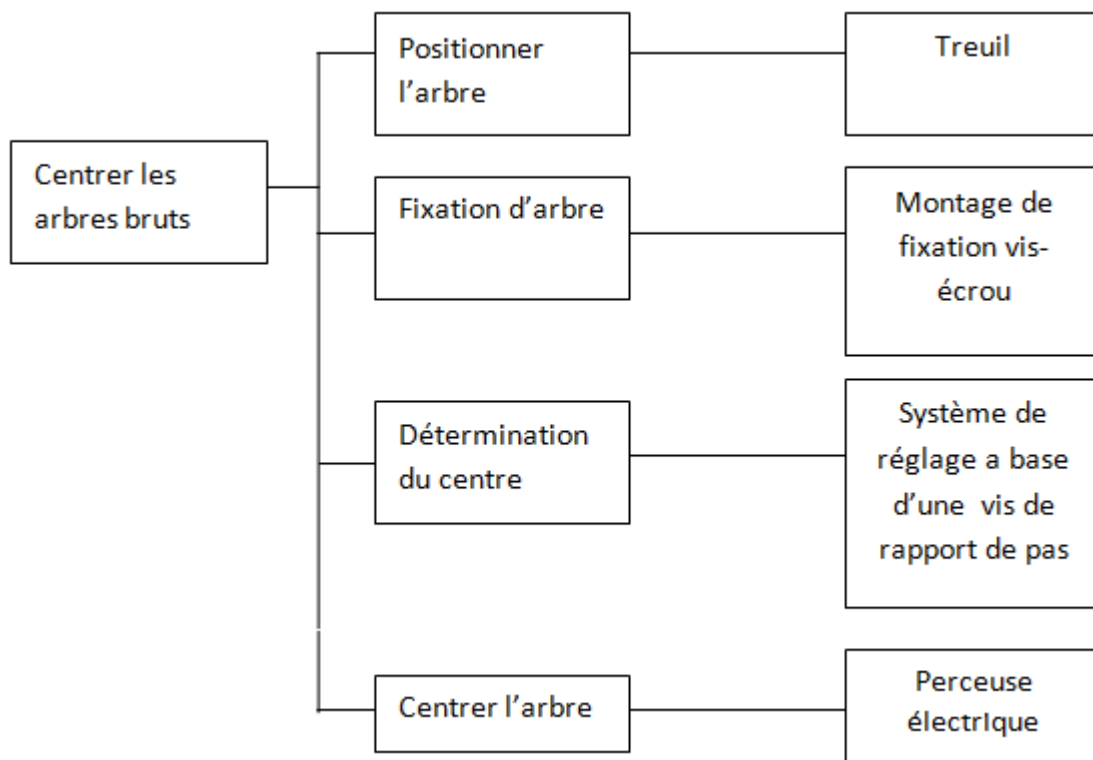 Centrer les
arbres bruts
Positionner
l’arbre
Treuil
Fixation d’arbre
Montage de
fixation vis-
écrou
Détermination
du centre
Système de
réglage a base
d’une vis de
rapport de pas
Centrer l’arbre
Perceuse
électrique